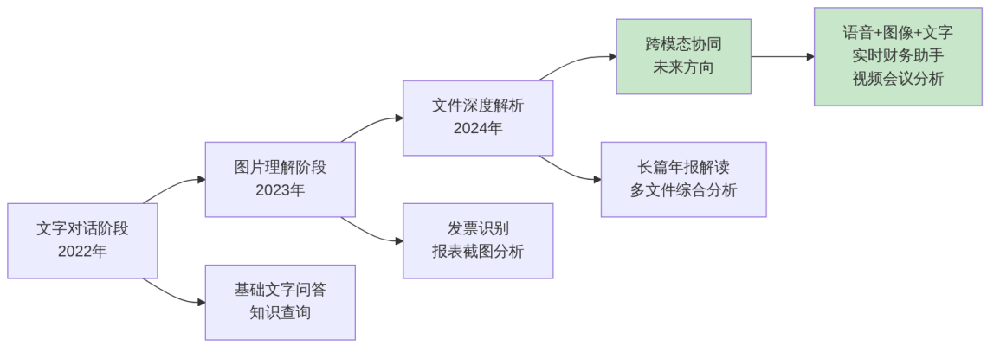 文字对话阶段
2022年
基础文字问答
知识查询
图片理解阶段
2023年
发票识别
报表截图分析
文件深度解析
2024年
长篇年报解读
多文件综合分析
跨模态协同
未来方向
语音+图像+文字
实时财务助手
视频会议分析